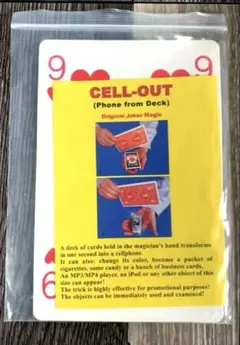 9 9
CELL-OUT
(Phone from Deck)
Origami Joker Magic
A deck of cards held in the magician's hand transforms
in one second into a cellphone.
It can also: change its color, become a packet of
cigarettes, some candy or a bunch of business cards.
An MP3/MP4 player, an iPod or any other object of this
size can appear!
The trick is highly effective for promotional purposes!
The objects can be immediately used and examined!
6